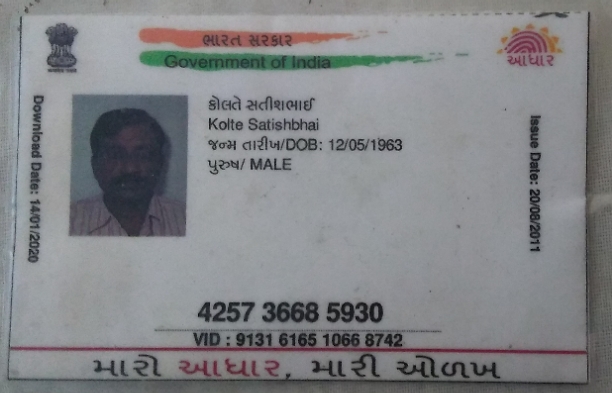 ભારત સરકાર
Government of India
આધાર
Download Date: 14/01/2020
કોલતે સતીશભાઈ
Kolte Satishbhai
જન્મ તારીખ/DOB: 12/05/1963
પુરુષ/ MALE
Issue Date: 20/08/2011
4257 3668 5930
VID : 9131 6165 1066 8742
મારો આધાર, મારી ઓળખ